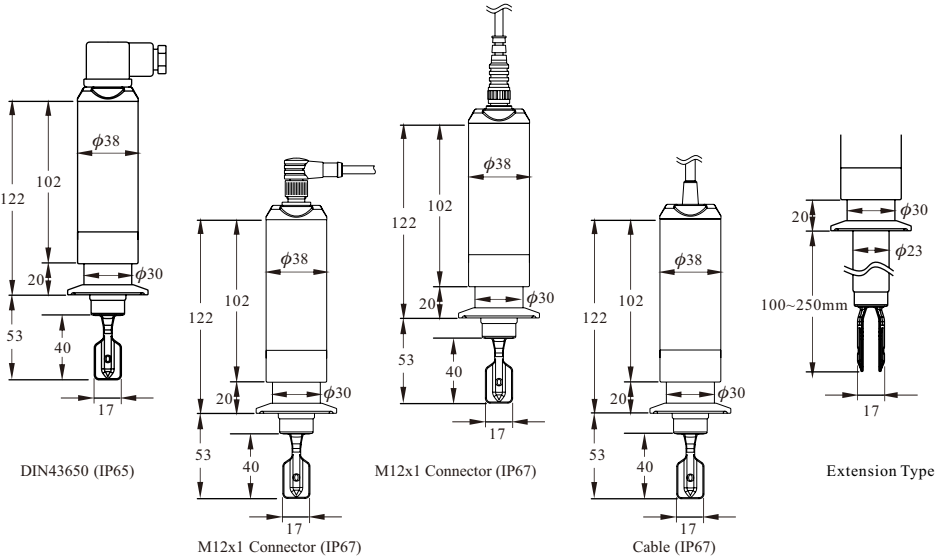 122
102
ϕ38
20
ϕ30
53
40
17
DIN43650 (IP65)
122
102
ϕ38
20
ϕ30
53
40
17
M12x1 Connector (IP67)
122
102
ϕ38
20
ϕ30
53
40
17
M12x1 Connector (IP67)
122
102
ϕ38
20
ϕ30
53
40
17
Cable (IP67)
20
ϕ30
ϕ23
100~250mm
17
Extension Type